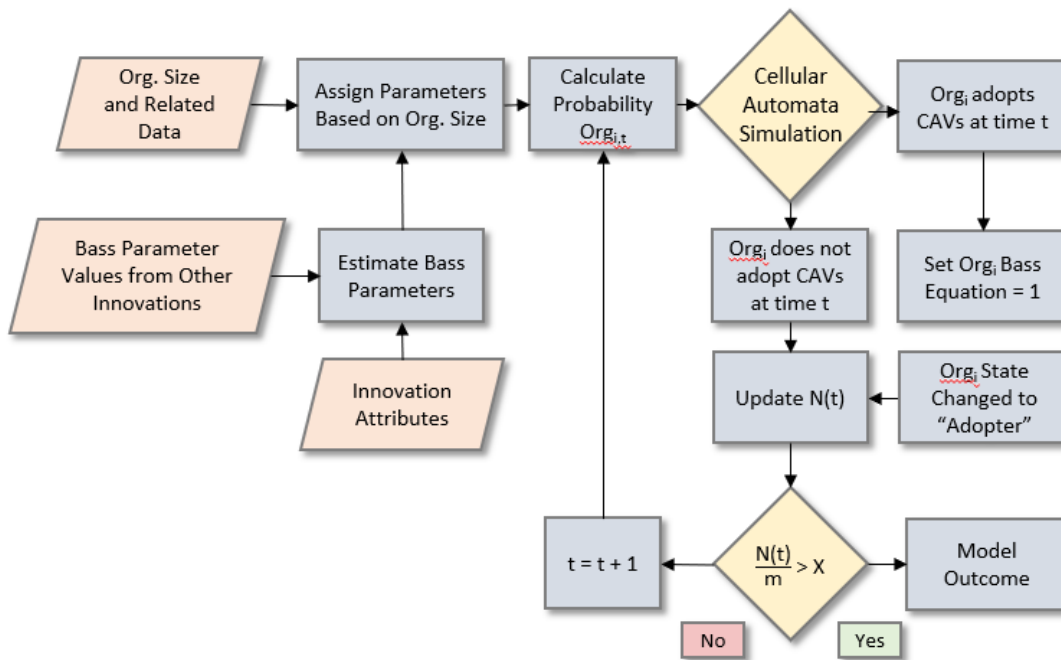 Org. Size
and Related
Data
Assign Parameters
Based on Org. Size
Calculate
Probability
Orgi,t
Cellular
Automata
Simulation
Orgi adopts
CAVs at time t
Bass Parameter
Values from Other
Innovations
Estimate Bass
Parameters
Orgi does not
adopt CAVs
at time t
Set Orgi Bass
Equation = 1
Innovation
Attributes
Update N(t)
Orgi State
Changed to
“Adopter”
t = t + 1
N(t)
m
> X
Model
Outcome
No
Yes